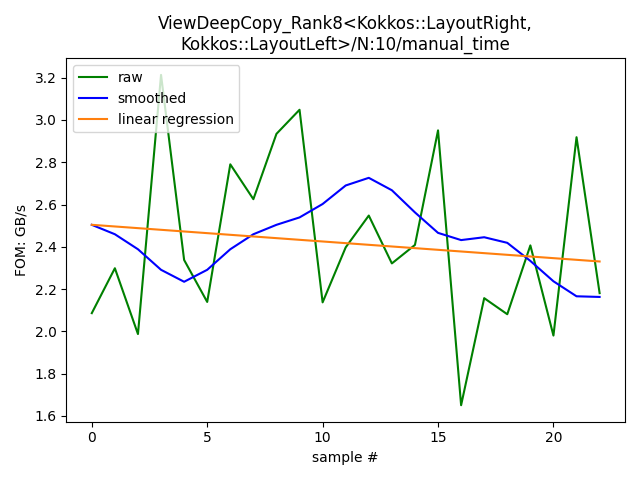 ViewDeepCopy_Rank8<Kokkos::LayoutRight,
Kokkos::LayoutLeft>/N:10/manual_time
raw
smoothed
linear regression
FOM: GB/s
3.2
3.0
2.8
2.6
2.4
2.2
2.0
1.8
1.6
0
5
10
15
20
sample #